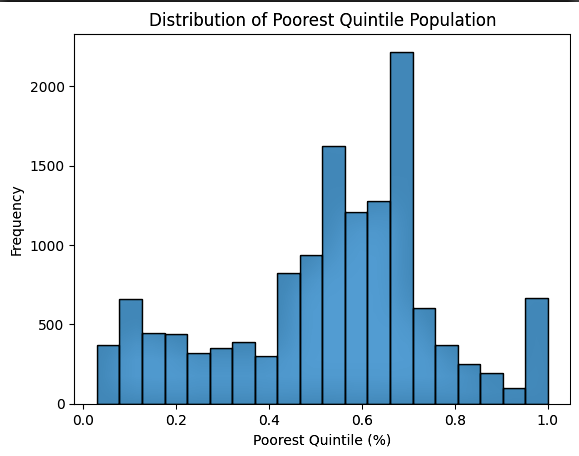 Distribution of Poorest Quintile Population
2000
1500
1000
500
0
Frequency
0.0 0.2 0.4 0.6 0.8 1.0
Poorest Quintile (%)